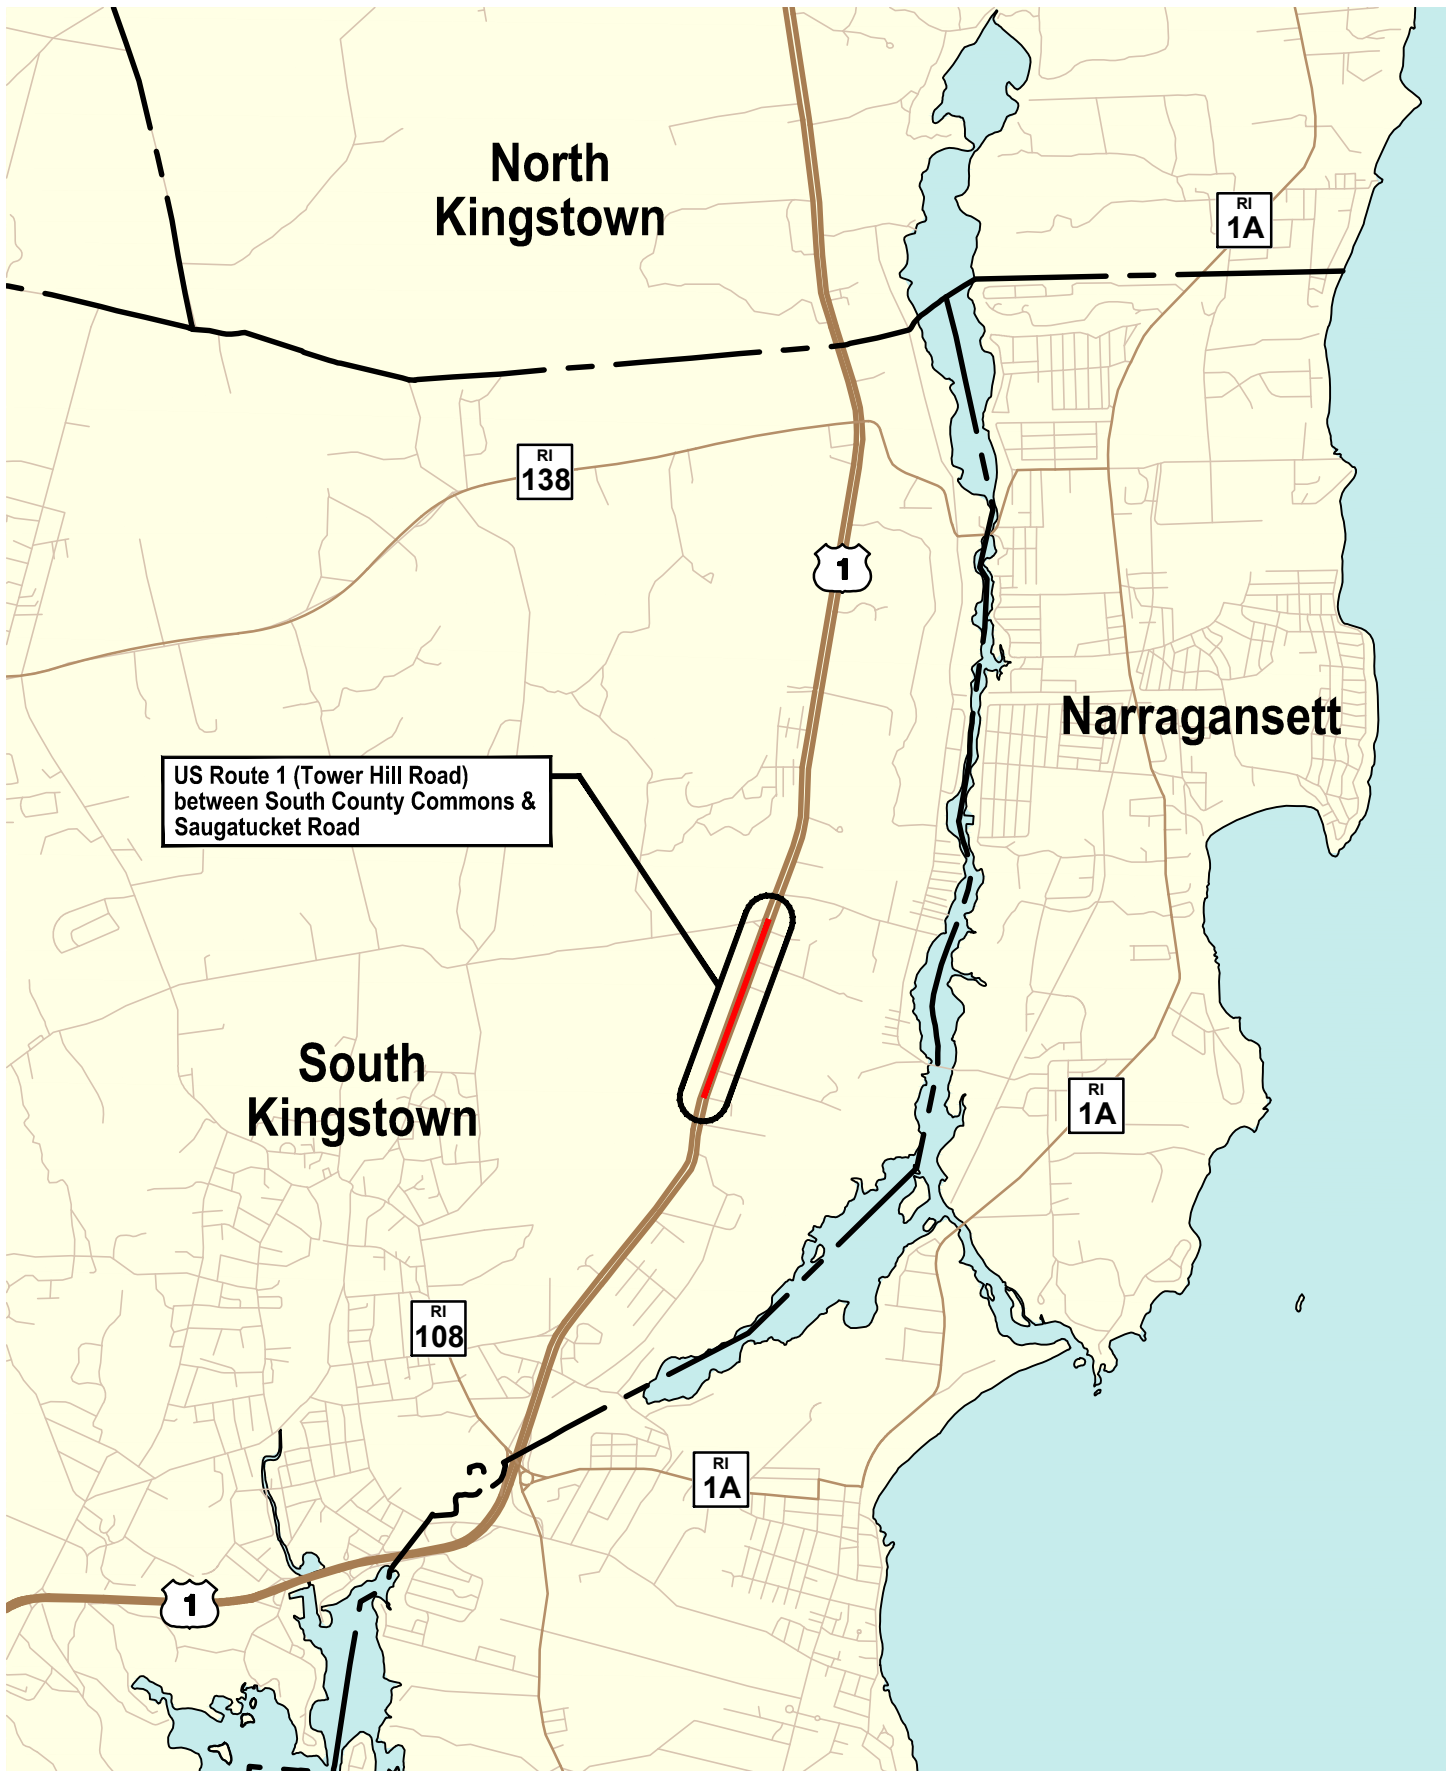 North
Kingstown
RI
1A
RI
138
1
Narragansett
US Route 1 (Tower Hill Road)
between South County Commons &
Saugatucket Road
South
Kingstown
RI
1A
RI
108
RI
1A
1